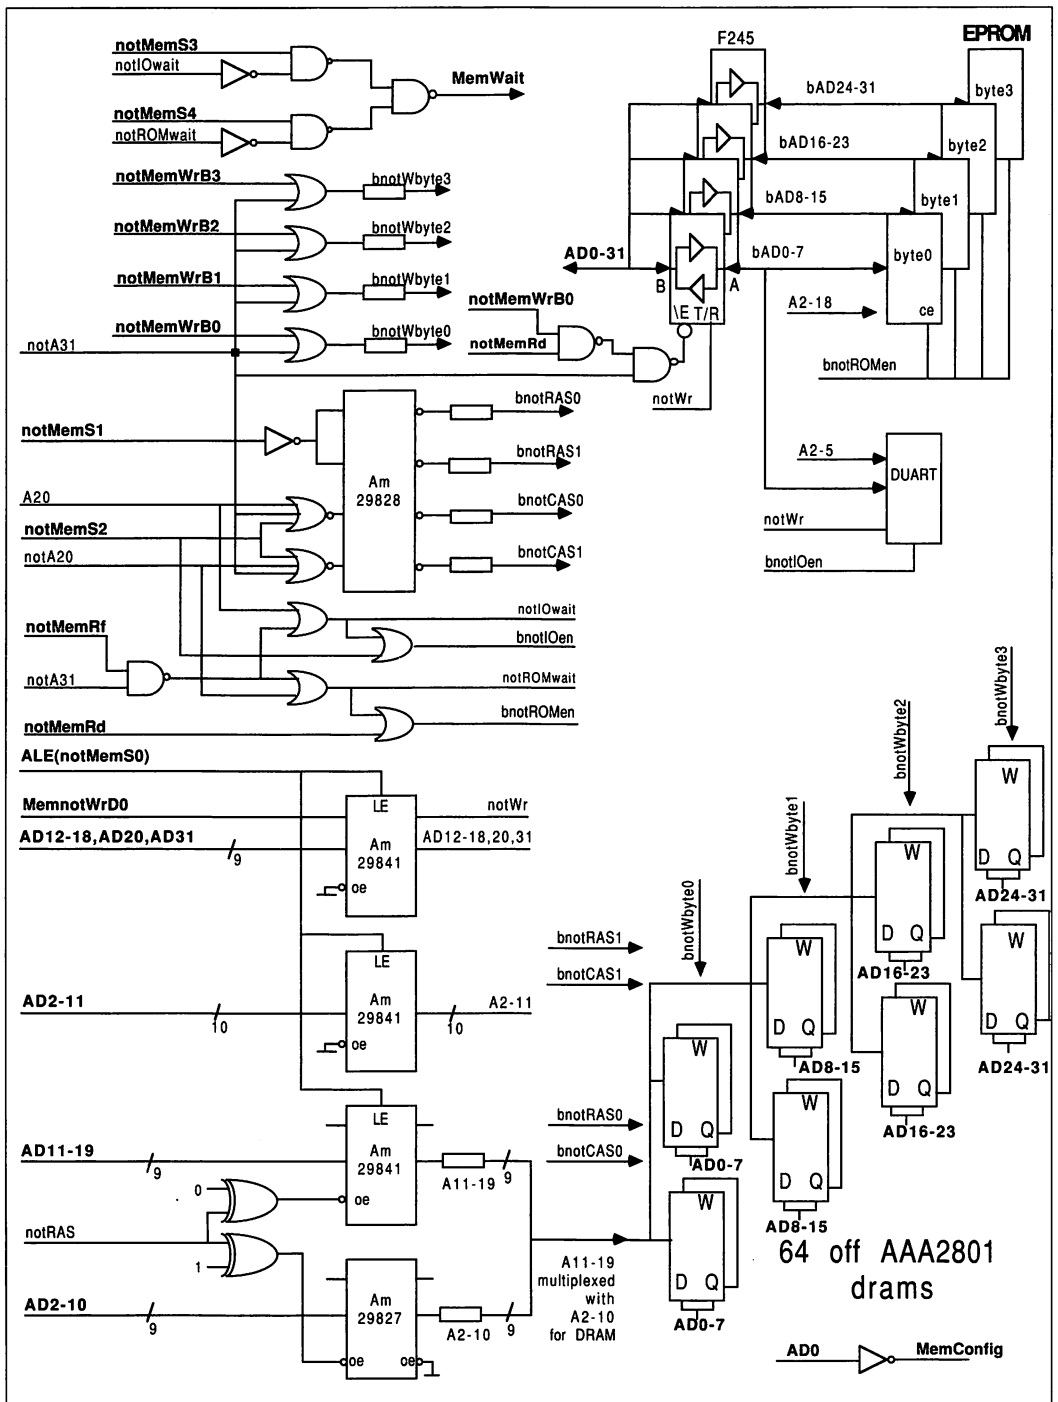 notMemS3
notIOwait
MemWait
notMemS4
notROMwait
notMemWrB3
bnotWbyte3
notMemWrB2
bnotWbyte2
notMemWrB1
bnotWbyte1
notMemWrB0
bnotWbyte0
notA31
F245
EPROM
byte3
byte2
byte1
byte0
ce
bAD24-31
bAD16-23
bAD8-15
bAD0-7
AD0-31
B
A
\E T/R
A2-18
bnotROMen
notMemWrB0
notMemRd
notWr
notMemS1
Am
29828
bnotRAS0
bnotRAS1
bnotCAS0
bnotCAS1
A20
notMemS2
notA20
A2-5
DUART
notWr
bnotIOen
notMemRf
notA31
notMemRd
notIOwait
bnotIOen
notROMwait
bnotROMen
ALE(notMemS0)
MemnotWrD0
AD12-18,AD20,AD31
9
LE
Am
29841
oe
notWr
AD12-18,20,31
AD2-11
10
LE
Am
29841
oe
A2-11
10
AD11-19
9
LE
Am
29841
oe
A11-19
9
0
notRAS
1
AD2-10
9
Am
29827
oe
oe
A2-10
9
A11-19
multiplexed
with
A2-10
for DRAM
bnotRAS1
bnotCAS1
bnotRAS0
bnotCAS0
bnotWbyte0
bnotWbyte1
bnotWbyte2
bnotWbyte3
W
D Q
AD24-31
W
D Q
AD24-31
W
D Q
AD16-23
D Q
AD16-23
W
D Q
AD8-15
W
D Q
AD8-15
W
D Q
AD0-7
W
D Q
AD0-7
64 off AAA2801
drams
AD0
MemConfig